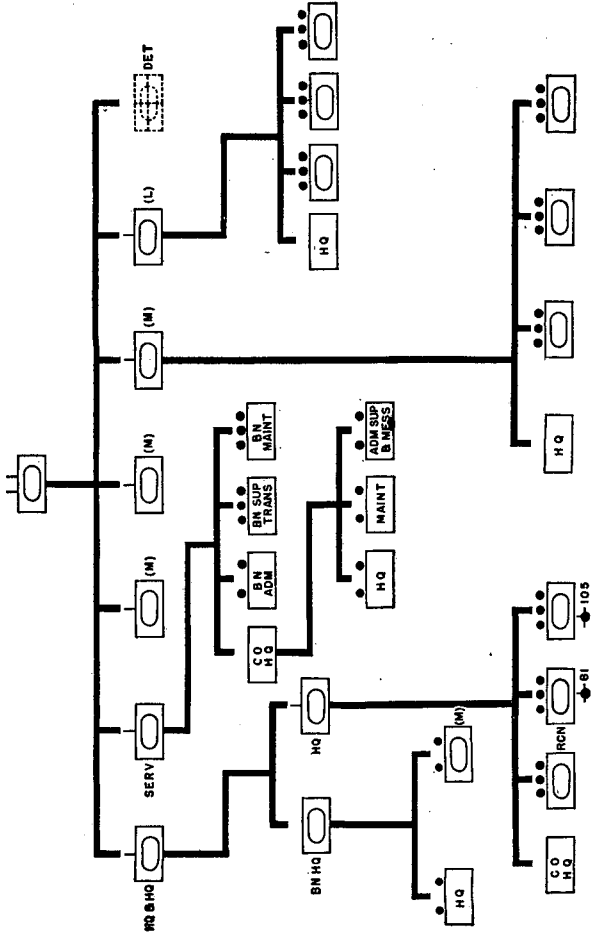 HQ & HQ
SERV
(M)
(M)
(M)
(L)
DET
CO
HQ
BN
ADM
BN SUP
TRANS
BN
MAINT
BN HQ
HQ
HQ
HQ
MAINT
ADM SUP
& MESS
HQ
(M)
CO
HQ
RCN
81
105
HQ